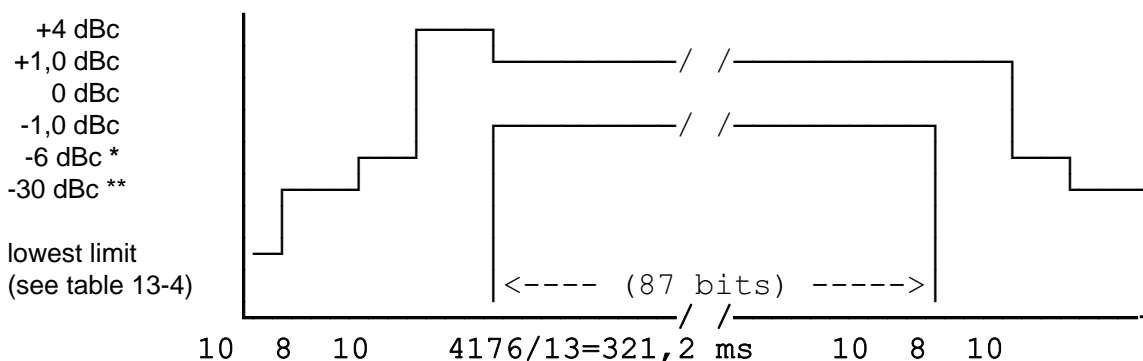 +4 dBc
+1,0 dBc
0 dBc
-1,0 dBc
-6 dBc *
-30 dBc **
lowest limit
(see table 13-4)
<---- (87 bits) ----->
10 8 10 4176/13=321,2 ms 10 8 10